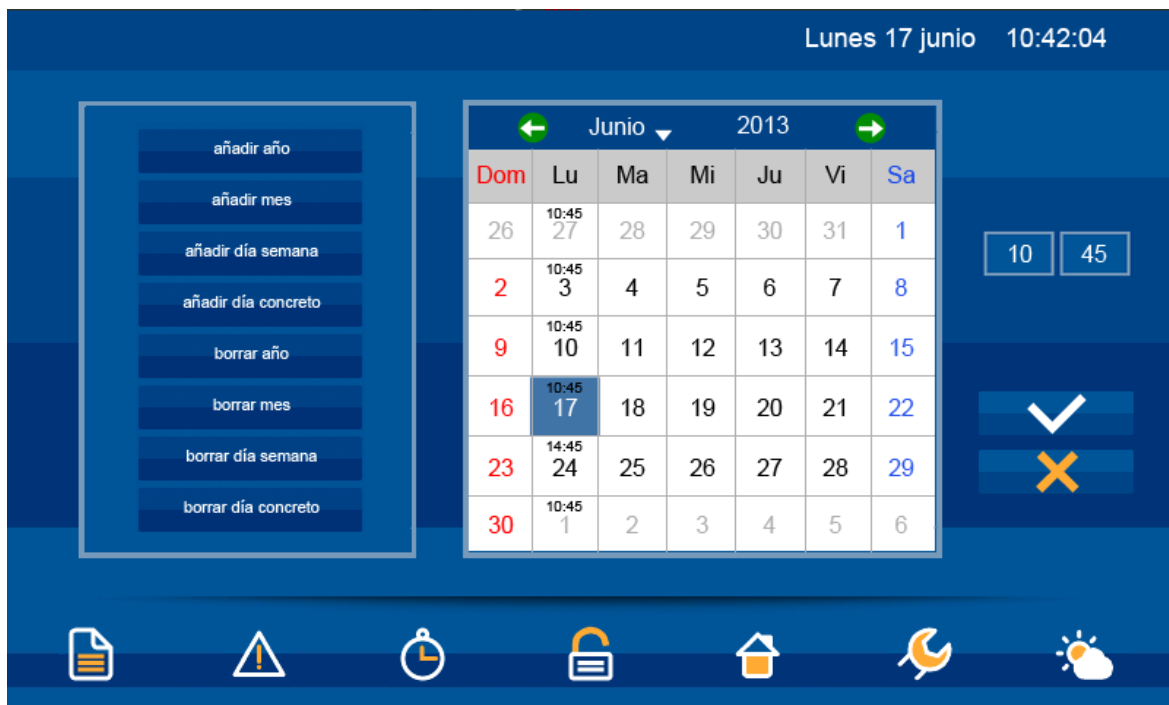 Lunes 17 junio 10:42:04
añadir año
añadir mes
añadir día semana
añadir día concreto
borrar año
borrar mes
borrar día semana
borrar día concreto
Junio 2013
Dom Lu Ma Mi Ju Vi Sa
10:45
26 27 28 29 30 31 1
10:45
2 3 4 5 6 7 8
10:45
9 10 11 12 13 14 15
10:45
16 17 18 19 20 21 22
14:45
23 24 25 26 27 28 29
10:45
30 1 2 3 4 5 6
10 45